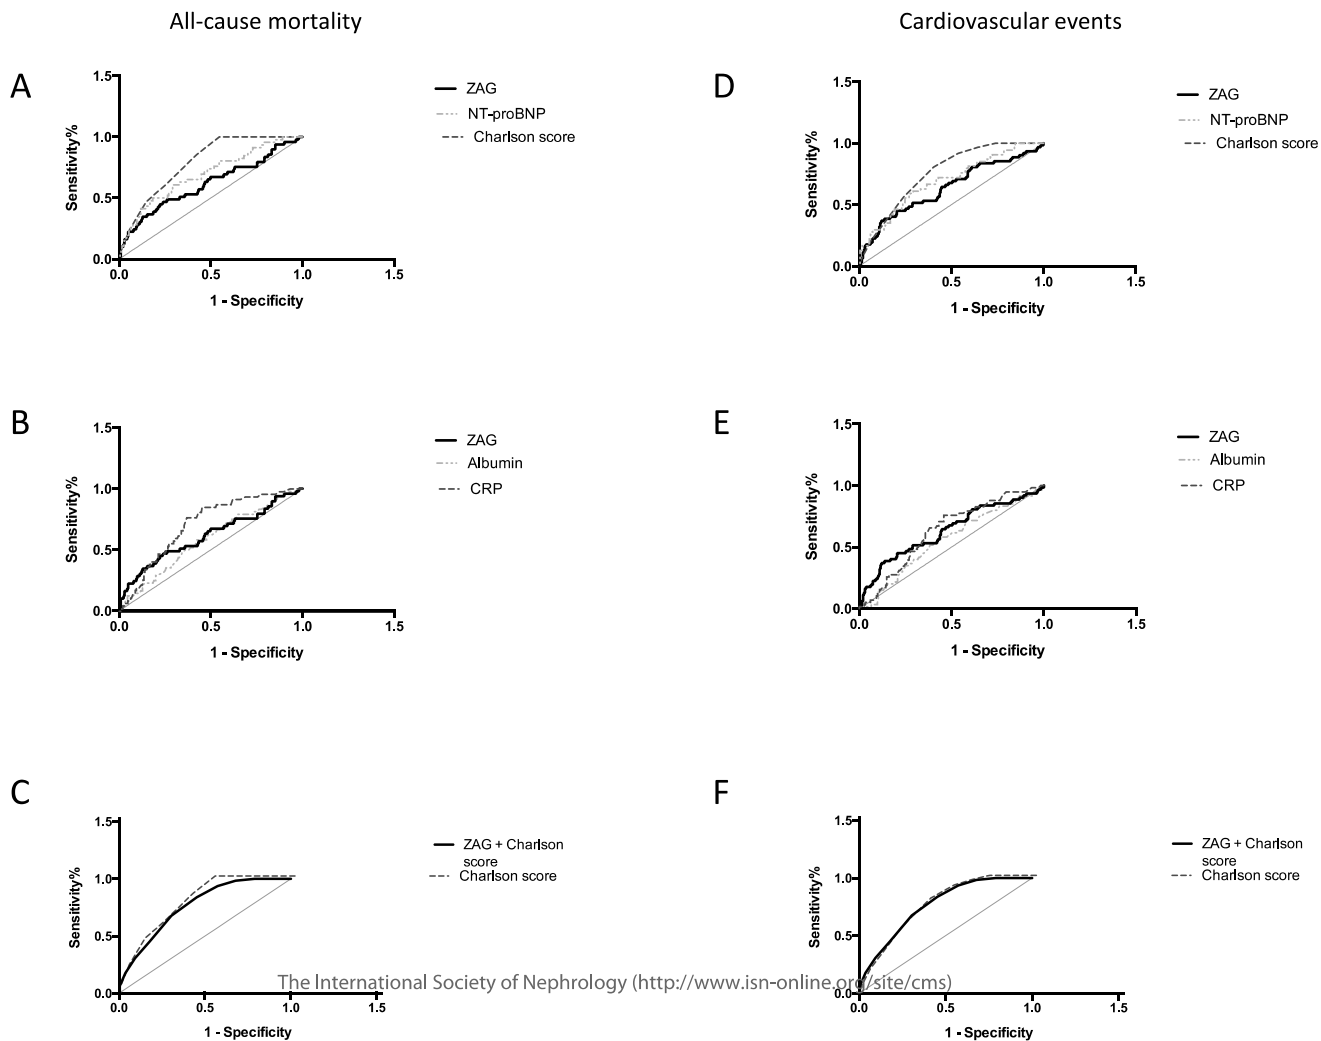 All-cause mortality
Cardiovascular events
A
1.5
1.0
0.5
0.0
Sensitivity%
0.0 0.5 1.0 1.5
1 - Specificity
ZAG
NT-proBNP
Charlson score
D
1.5
1.0
0.5
0.0
Sensitivity%
0.0 0.5 1.0 1.5
1 - Specificity
ZAG
NT-proBNP
Charlson score
B
1.5
1.0
0.5
0.0
Sensitivity%
0.0 0.5 1.0 1.5
1 - Specificity
ZAG
Albumin
CRP
E
1.5
1.0
0.5
0.0
Sensitivity%
0.0 0.5 1.0 1.5
1 - Specificity
ZAG
Albumin
CRP
C
1.5
1.0
0.5
0.0
Sensitivity%
0.0 0.5 1.0 1.5
1 - Specificity
ZAG + Charlson
score
Charlson score
F
1.5
1.0
0.5
0.0
Sensitivity%
0.0 0.5 1.0 1.5
1 - Specificity
ZAG + Charlson
score
Charlson score
The International Society of Nephrology (http://www.isn-online.org/site/cms)